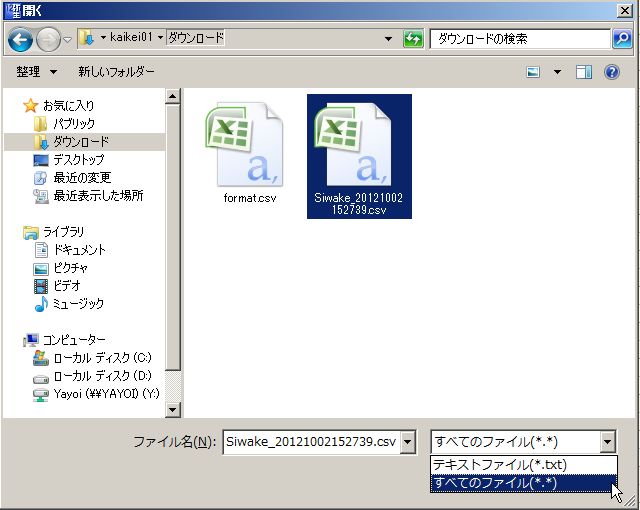 開く
kaikei01 ダウンロード
ダウンロードの検索
整理 新しいフォルダー
お気に入り
パブリック
ダウンロード
デスクトップ
最近の変更
最近表示した場所
ライブラリ
ドキュメント
ピクチャ
ビデオ
ミュージック
コンピューター
ローカル ディスク (C:)
ローカル ディスク (D:)
Yayoi (¥¥YAYOI) (Y:)
format.csv
Siwake_20121002
152739.csv
ファイル名(N):
Siwake_20121002152739.csv
すべてのファイル(*.*)
テキストファイル(*.txt)
すべてのファイル(*.*)